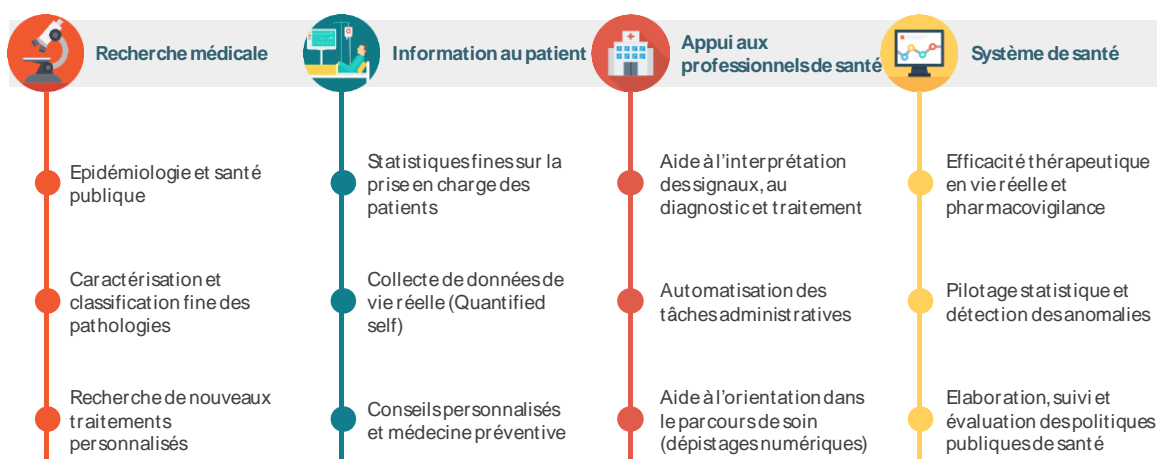 Recherche médicale
Epidémiologie et santé
publique
Caractérisation et
classification fine des
pathologies
Recherche de nouveaux
traitements
personnalisés
Information au patient
Statistiques fines sur la
prise en charge des
patients
Collecte de données de
vie réelle (Quantified
self)
Conseils personnalisés
et médecine préventive
Appui aux
professionnels de santé
Aide à l'interprétation
des signaux, au
diagnostic et traitement
Automatisation des
tâches administratives
Aide à l'orientation dans
le parcours de soin
(dépistages numériques)
Système de santé
Efficacité thérapeutique
en vie réelle et
pharmacovigilance
Pilotage statistique et
détection des anomalies
Elaboration, suivi et
évaluation des politiques
publiques de santé